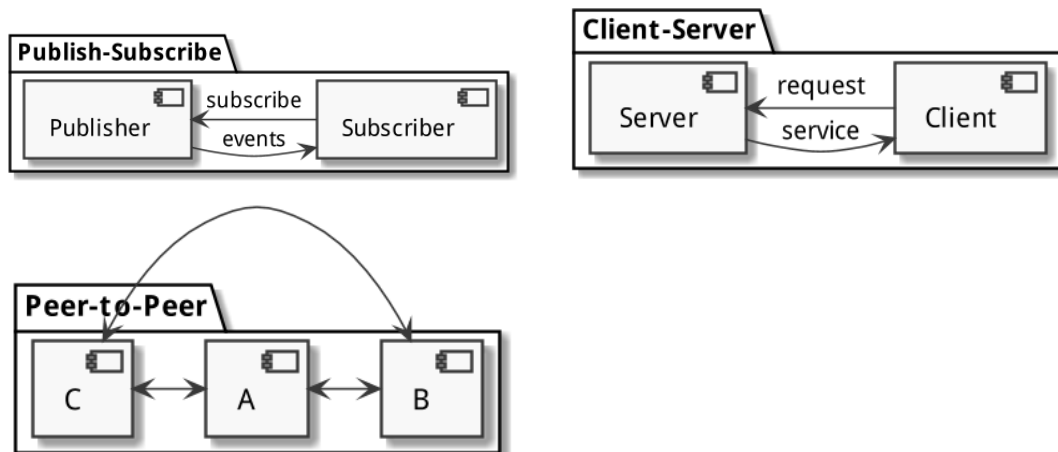 Publish-Subscribe
Publisher
subscribe
events
Subscriber
Client-Server
Server
request
service
Client
Peer-to-Peer
C
A
B